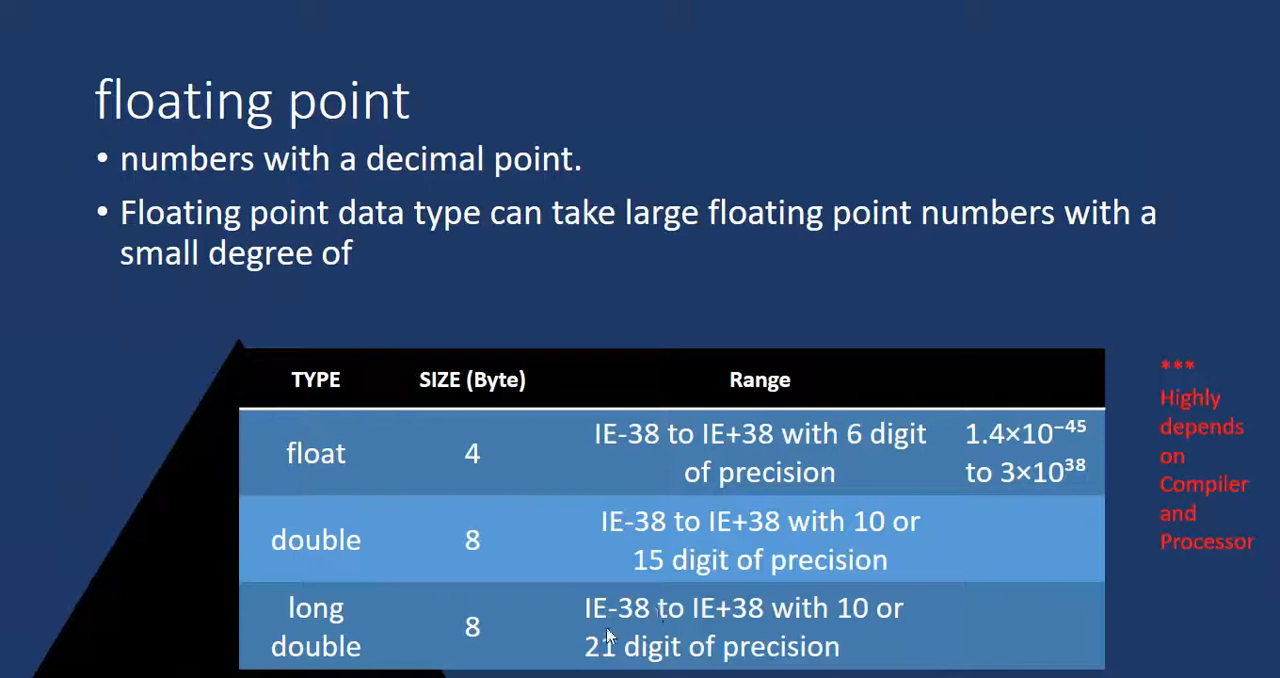 floating point
• numbers with a decimal point.
• Floating point data type can take large floating point numbers with a
small degree of
TYPE SIZE (Byte) Range
float 4 IE-38 to IE+38 with 6 digit
of precision 1.4×10⁻⁴⁵
to 3×10³⁸
double 8 IE-38 to IE+38 with 10 or
15 digit of precision
long
double 8 IE-38 to IE+38 with 10 or
21 digit of precision
***
Highly
depends
on
Compiler
and
Processor